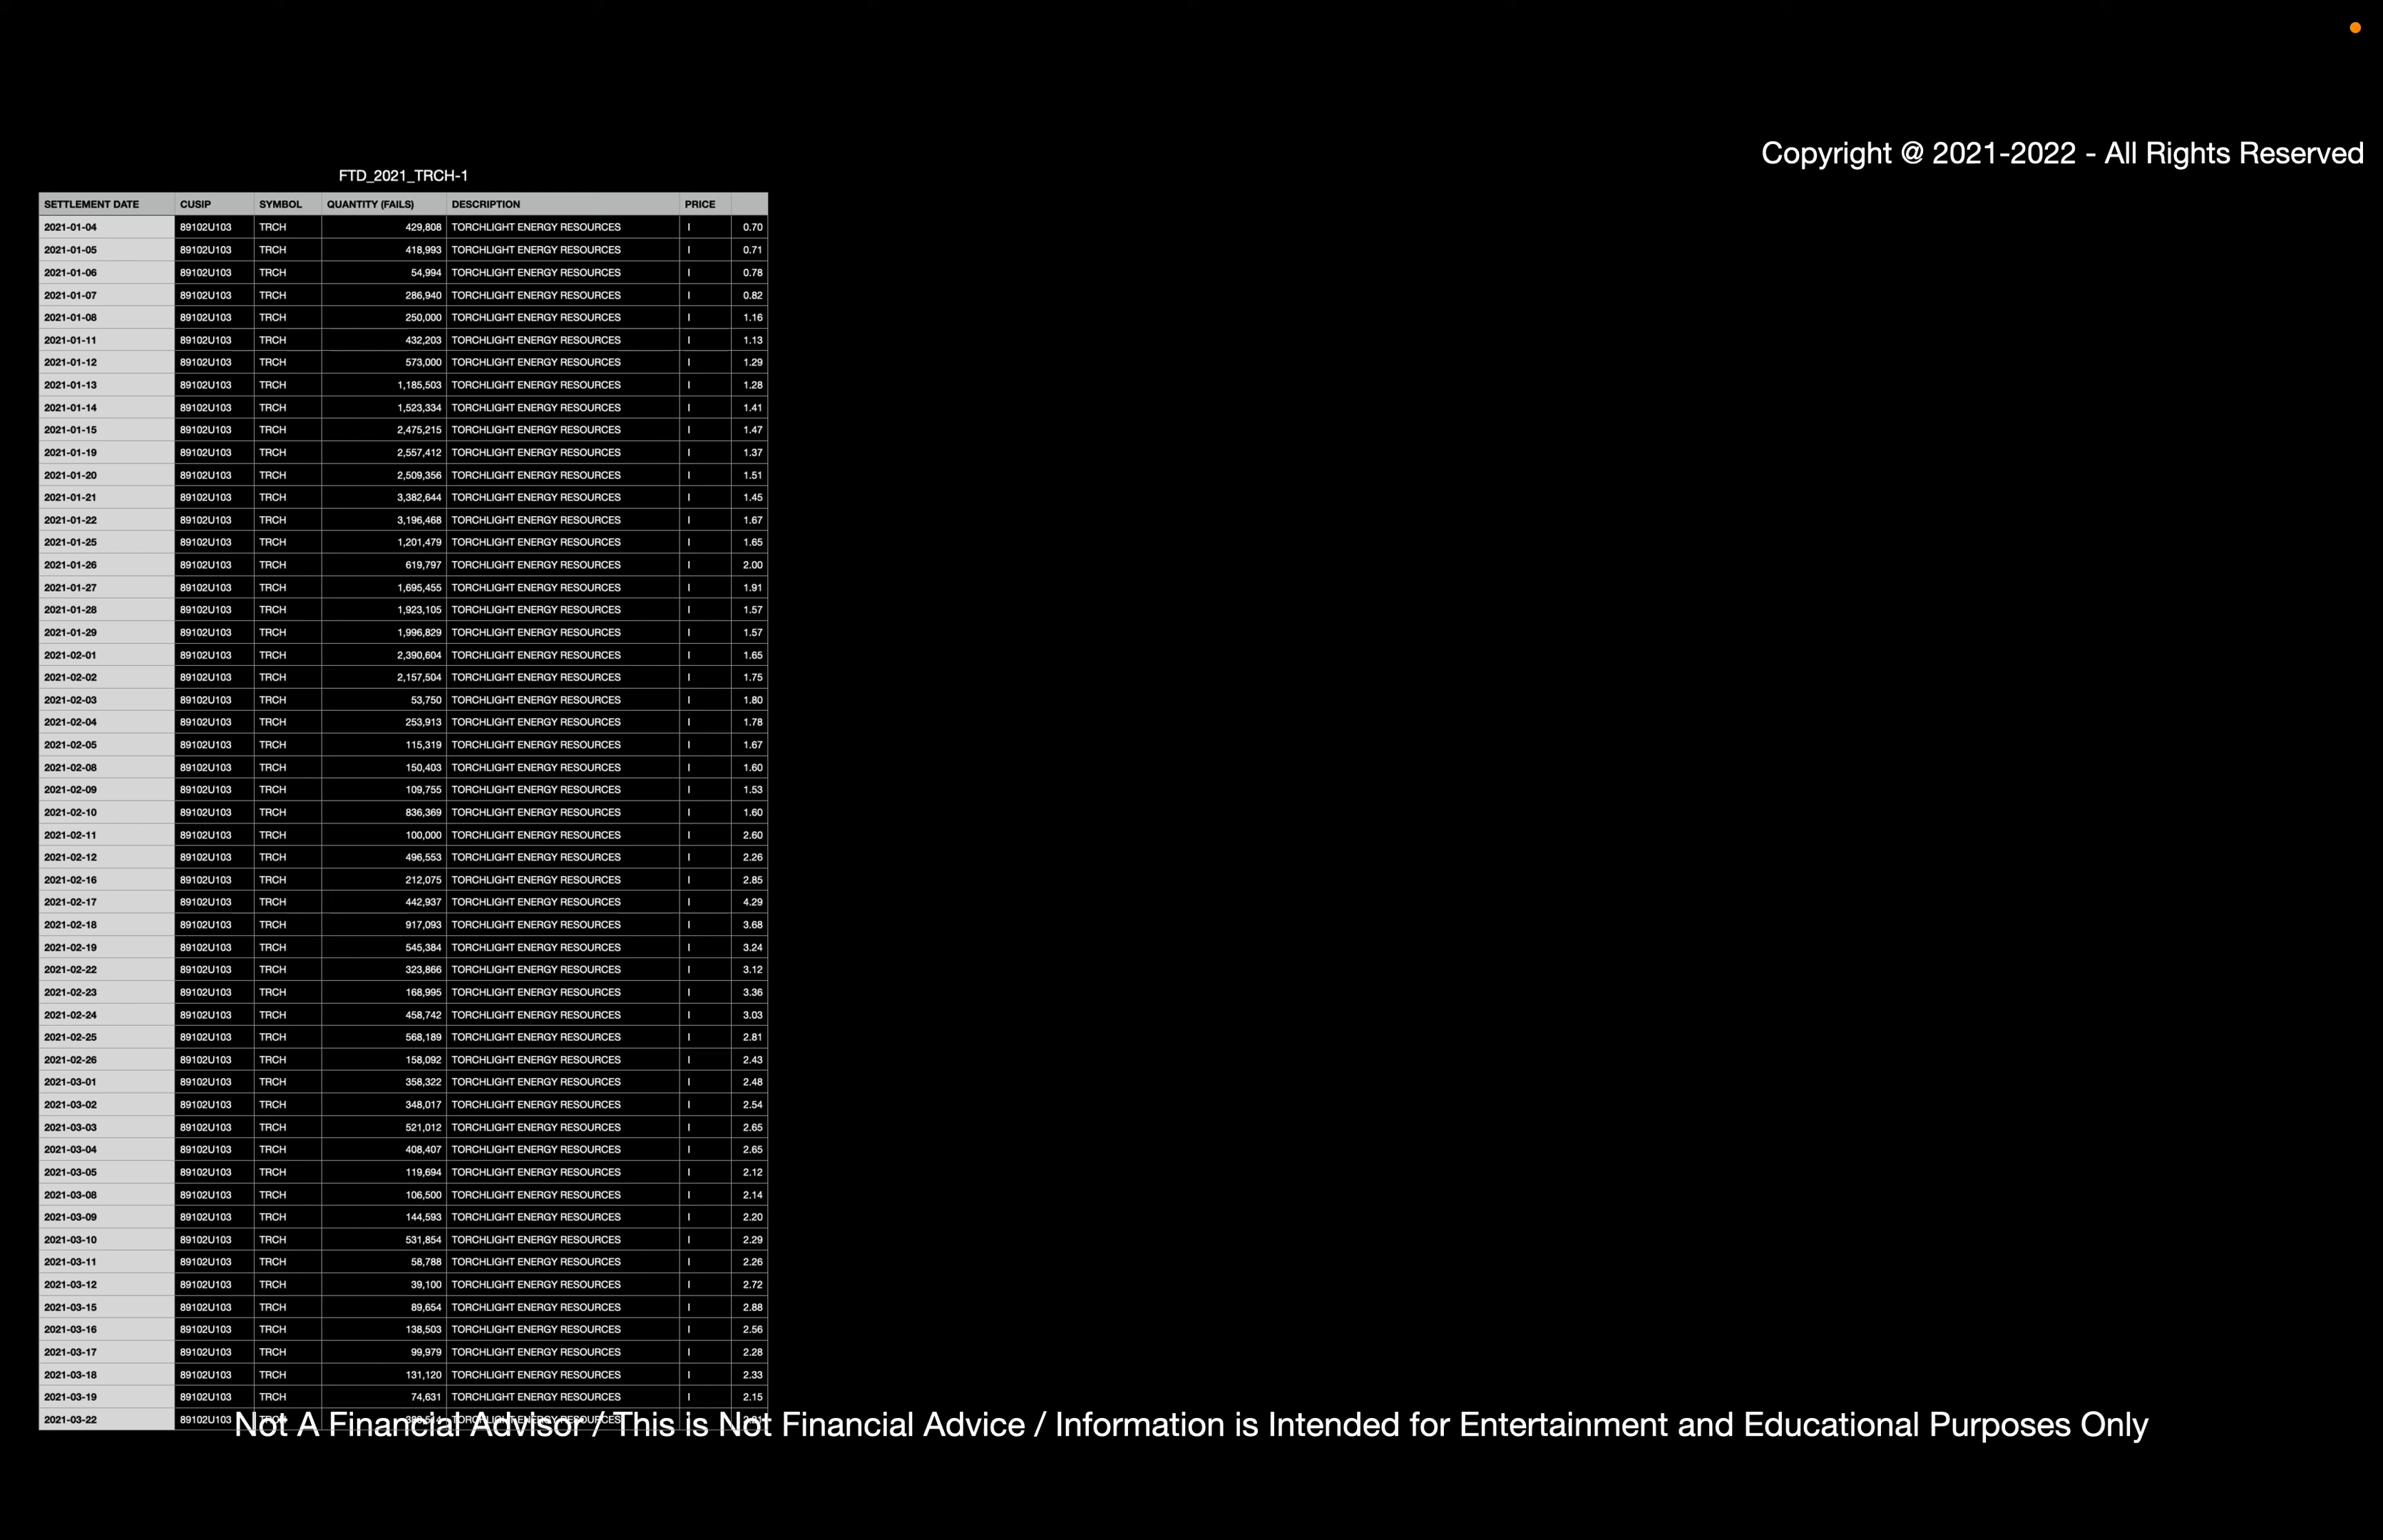 Copyright @ 2021-2022 - All Rights Reserved
FTD_2021_TRCH-1
SETTLEMENT DATE CUSIP SYMBOL QUANTITY (FAILS) DESCRIPTION PRICE
2021-01-04 89102U103 TRCH 429,808 TORCHLIGHT ENERGY RESOURCES I 0.70
2021-01-05 89102U103 TRCH 418,993 TORCHLIGHT ENERGY RESOURCES I 0.71
2021-01-06 89102U103 TRCH 54,994 TORCHLIGHT ENERGY RESOURCES I 0.78
2021-01-07 89102U103 TRCH 286,940 TORCHLIGHT ENERGY RESOURCES I 0.82
2021-01-08 89102U103 TRCH 250,000 TORCHLIGHT ENERGY RESOURCES I 1.16
2021-01-11 89102U103 TRCH 432,203 TORCHLIGHT ENERGY RESOURCES I 1.13
2021-01-12 89102U103 TRCH 573,000 TORCHLIGHT ENERGY RESOURCES I 1.29
2021-01-13 89102U103 TRCH 1,185,503 TORCHLIGHT ENERGY RESOURCES I 1.28
2021-01-14 89102U103 TRCH 1,523,334 TORCHLIGHT ENERGY RESOURCES I 1.41
2021-01-15 89102U103 TRCH 2,475,215 TORCHLIGHT ENERGY RESOURCES I 1.47
2021-01-19 89102U103 TRCH 2,557,412 TORCHLIGHT ENERGY RESOURCES I 1.37
2021-01-20 89102U103 TRCH 2,509,356 TORCHLIGHT ENERGY RESOURCES I 1.51
2021-01-21 89102U103 TRCH 3,382,644 TORCHLIGHT ENERGY RESOURCES I 1.45
2021-01-22 89102U103 TRCH 3,196,468 TORCHLIGHT ENERGY RESOURCES I 1.67
2021-01-25 89102U103 TRCH 1,201,479 TORCHLIGHT ENERGY RESOURCES I 1.65
2021-01-26 89102U103 TRCH 619,797 TORCHLIGHT ENERGY RESOURCES I 2.00
2021-01-27 89102U103 TRCH 1,695,455 TORCHLIGHT ENERGY RESOURCES I 1.91
2021-01-28 89102U103 TRCH 1,923,105 TORCHLIGHT ENERGY RESOURCES I 1.57
2021-01-29 89102U103 TRCH 1,996,829 TORCHLIGHT ENERGY RESOURCES I 1.57
2021-02-01 89102U103 TRCH 2,390,604 TORCHLIGHT ENERGY RESOURCES I 1.65
2021-02-02 89102U103 TRCH 2,157,504 TORCHLIGHT ENERGY RESOURCES I 1.75
2021-02-03 89102U103 TRCH 53,750 TORCHLIGHT ENERGY RESOURCES I 1.80
2021-02-04 89102U103 TRCH 253,913 TORCHLIGHT ENERGY RESOURCES I 1.78
2021-02-05 89102U103 TRCH 115,319 TORCHLIGHT ENERGY RESOURCES I 1.67
2021-02-08 89102U103 TRCH 150,403 TORCHLIGHT ENERGY RESOURCES I 1.60
2021-02-09 89102U103 TRCH 109,755 TORCHLIGHT ENERGY RESOURCES I 1.53
2021-02-10 89102U103 TRCH 836,369 TORCHLIGHT ENERGY RESOURCES I 1.60
2021-02-11 89102U103 TRCH 100,000 TORCHLIGHT ENERGY RESOURCES I 2.60
2021-02-12 89102U103 TRCH 496,553 TORCHLIGHT ENERGY RESOURCES I 2.26
2021-02-16 89102U103 TRCH 212,075 TORCHLIGHT ENERGY RESOURCES I 2.85
2021-02-17 89102U103 TRCH 442,937 TORCHLIGHT ENERGY RESOURCES I 4.29
2021-02-18 89102U103 TRCH 917,093 TORCHLIGHT ENERGY RESOURCES I 3.68
2021-02-19 89102U103 TRCH 545,384 TORCHLIGHT ENERGY RESOURCES I 3.24
2021-02-22 89102U103 TRCH 323,866 TORCHLIGHT ENERGY RESOURCES I 3.12
2021-02-23 89102U103 TRCH 168,995 TORCHLIGHT ENERGY RESOURCES I 3.36
2021-02-24 89102U103 TRCH 458,742 TORCHLIGHT ENERGY RESOURCES I 3.03
2021-02-25 89102U103 TRCH 568,189 TORCHLIGHT ENERGY RESOURCES I 2.81
2021-02-26 89102U103 TRCH 158,092 TORCHLIGHT ENERGY RESOURCES I 2.43
2021-03-01 89102U103 TRCH 358,322 TORCHLIGHT ENERGY RESOURCES I 2.48
2021-03-02 89102U103 TRCH 348,017 TORCHLIGHT ENERGY RESOURCES I 2.54
2021-03-03 89102U103 TRCH 521,012 TORCHLIGHT ENERGY RESOURCES I 2.65
2021-03-04 89102U103 TRCH 408,407 TORCHLIGHT ENERGY RESOURCES I 2.65
2021-03-05 89102U103 TRCH 119,694 TORCHLIGHT ENERGY RESOURCES I 2.12
2021-03-08 89102U103 TRCH 106,500 TORCHLIGHT ENERGY RESOURCES I 2.14
2021-03-09 89102U103 TRCH 144,593 TORCHLIGHT ENERGY RESOURCES I 2.20
2021-03-10 89102U103 TRCH 531,854 TORCHLIGHT ENERGY RESOURCES I 2.29
2021-03-11 89102U103 TRCH 58,788 TORCHLIGHT ENERGY RESOURCES I 2.26
2021-03-12 89102U103 TRCH 39,100 TORCHLIGHT ENERGY RESOURCES I 2.72
2021-03-15 89102U103 TRCH 89,654 TORCHLIGHT ENERGY RESOURCES I 2.88
2021-03-16 89102U103 TRCH 138,503 TORCHLIGHT ENERGY RESOURCES I 2.56
2021-03-17 89102U103 TRCH 99,979 TORCHLIGHT ENERGY RESOURCES I 2.28
2021-03-18 89102U103 TRCH 131,120 TORCHLIGHT ENERGY RESOURCES I 2.33
2021-03-19 89102U103 TRCH 74,631 TORCHLIGHT ENERGY RESOURCES I 2.15
2021-03-22 89102U103
Not A Financial Advisor / This is Not Financial Advice / Information is Intended for Entertainment and Educational Purposes Only